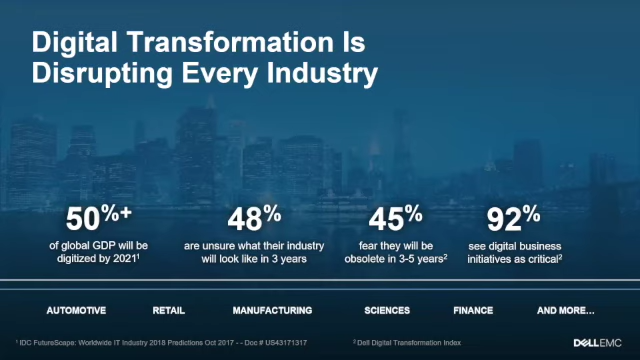 Digital Transformation Is
Disrupting Every Industry
50%+
of global GDP will be
digitized by 2021¹
48%
are unsure what their industry
will look like in 3 years
45%
fear they will be
obsolete in 3-5 years²
92%
see digital business
initiatives as critical²
AUTOMOTIVE RETAIL MANUFACTURING SCIENCES FINANCE AND MORE...
¹ IDC FutureScape: Worldwide IT Industry 2018 Predictions Oct 2017 - - Doc # US43171317
² Dell Digital Transformation Index
DELLEMC